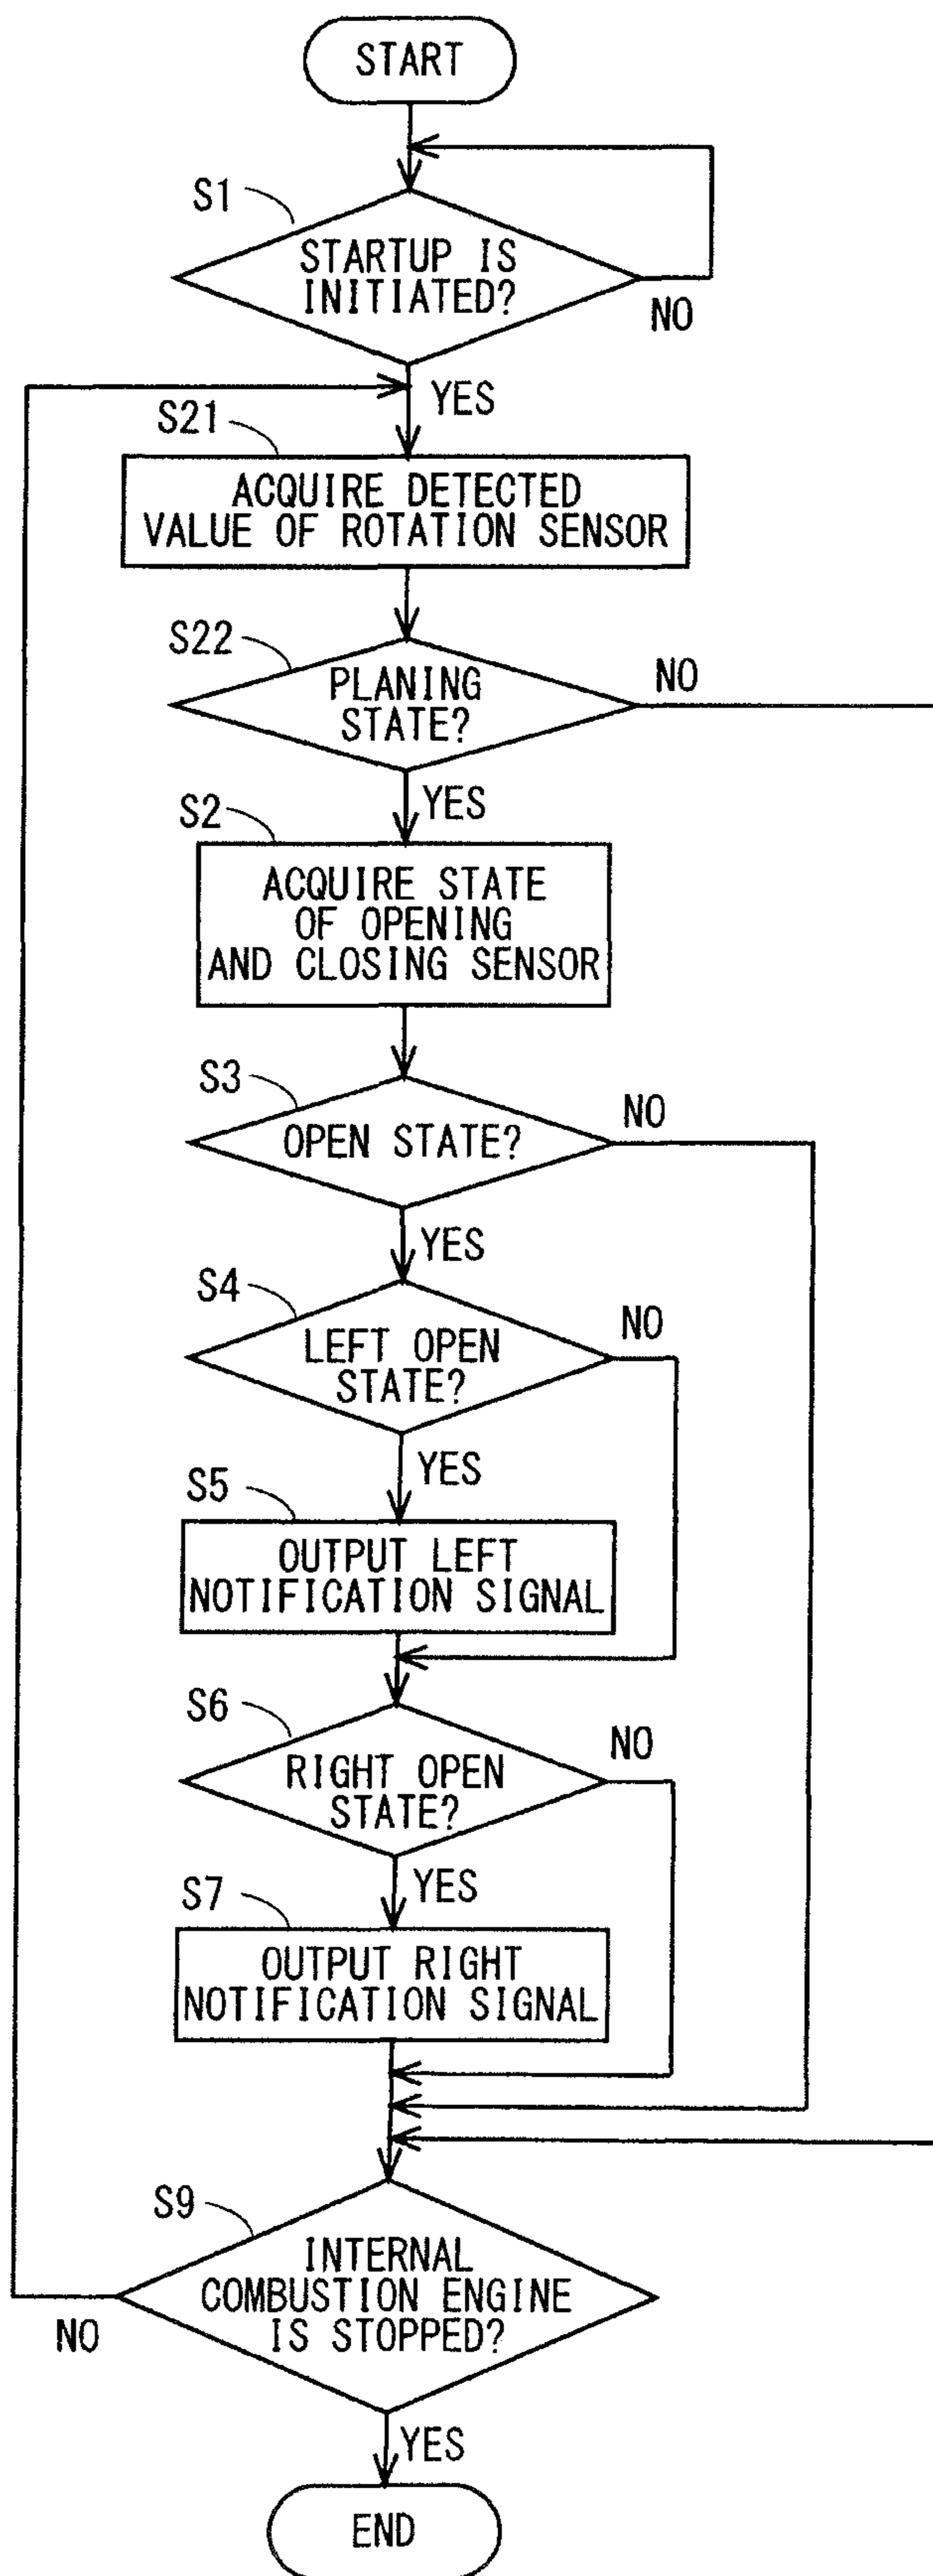 START
S1
STARTUP IS
INITIATED?
NO
YES
S21
ACQUIRE DETECTED
VALUE OF ROTATION SENSOR
S22
PLANING
STATE?
NO
YES
S2
ACQUIRE STATE
OF OPENING
AND CLOSING SENSOR
S3
OPEN STATE?
NO
YES
S4
LEFT OPEN
STATE?
NO
YES
S5
OUTPUT LEFT
NOTIFICATION SIGNAL
S6
RIGHT OPEN
STATE?
NO
YES
S7
OUTPUT RIGHT
NOTIFICATION SIGNAL
S9
INTERNAL
COMBUSTION ENGINE
IS STOPPED?
NO
YES
END